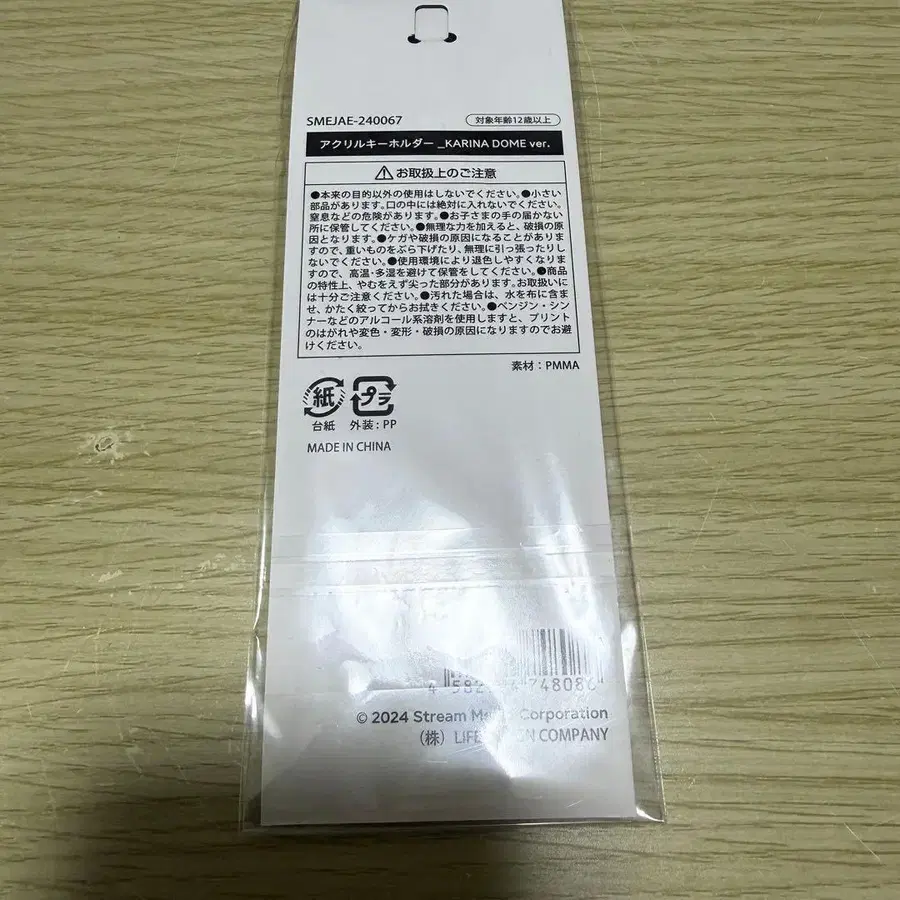 SMEJAE-240067
対象年齢12歳以上
アクリルキーホルダー _KARINA DOME ver.
お取扱上のご注意
●本来の目的以外の使用はしないでください。●小さい
部品があります。口の中には絶対に入れないでください。
窒息などの危険があります。●お子さまの手の届かない
所に保管してください。●無理な力を加えると、破損の原
因となります。●ケガや破損の原因になることがありま
すので、重いものをぶら下げたり、無理に引っ張ったりし
ないでください。●使用環境により退色しやすくなりま
すので、高温・多湿を避けて保管をしてください。●商品
の特性上、やむをえず尖った部分があります。お取扱いに
は十分ご注意ください。●汚れた場合は、水を布に含ま
せ、かたく絞ってからお拭きください。●ベンジン・シン
ナーなどのアルコール系溶剤を使用しますと、プリント
のはがれや変色・変形・破損の原因になりますのでお避
けください。
素材：PMMA
紙 プラ
台紙 外装：PP
MADE IN CHINA
748086
© 2024 Stream Corporation
（株）COMPANY